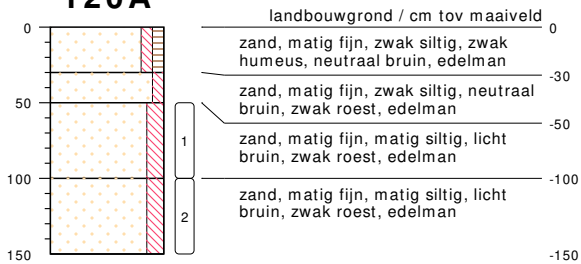 120A
landbouwgrond / cm tov maaiveld
0
0
zand, matig fijn, zwak siltig, zwak
humeus, neutraal bruin, edelman
-30
zand, matig fijn, zwak siltig, neutraal
bruin, zwak roest, edelman
50
-50
1
zand, matig fijn, matig siltig, licht
bruin, zwak roest, edelman
100
-100
2
zand, matig fijn, matig siltig, licht
bruin, zwak roest, edelman
150
-150